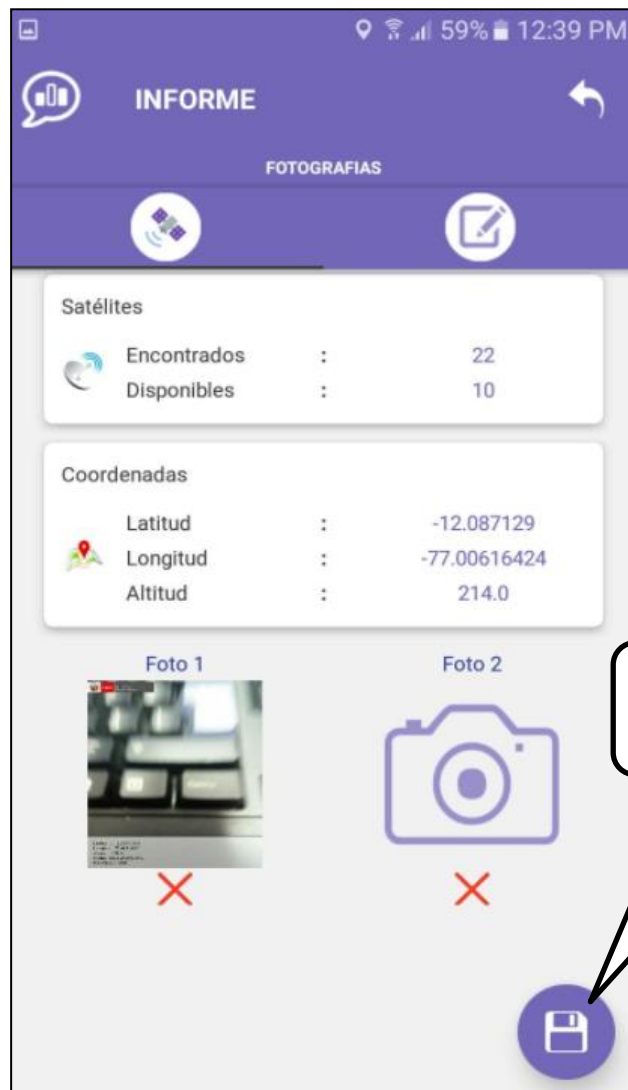 59% 12:39 PM
INFORME
FOTOGRAFIAS
Satélites
Encontrados : 22
Disponibles : 10
Coordenadas
Latitud : -12.087129
Longitud : -77.00616424
Altitud : 214.0
Foto 1 Foto 2